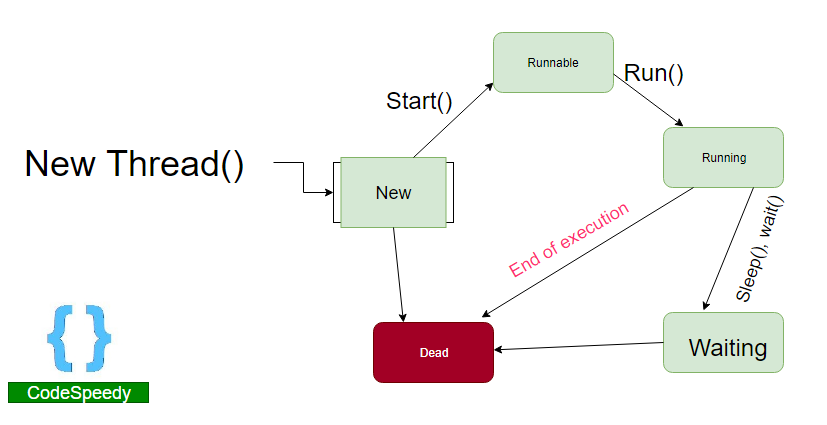 Runnable
Run()
Start()
Running
New Thread()
New
End of execution
Sleep(), wait()
Dead
Waiting
{}
CodeSpeedy